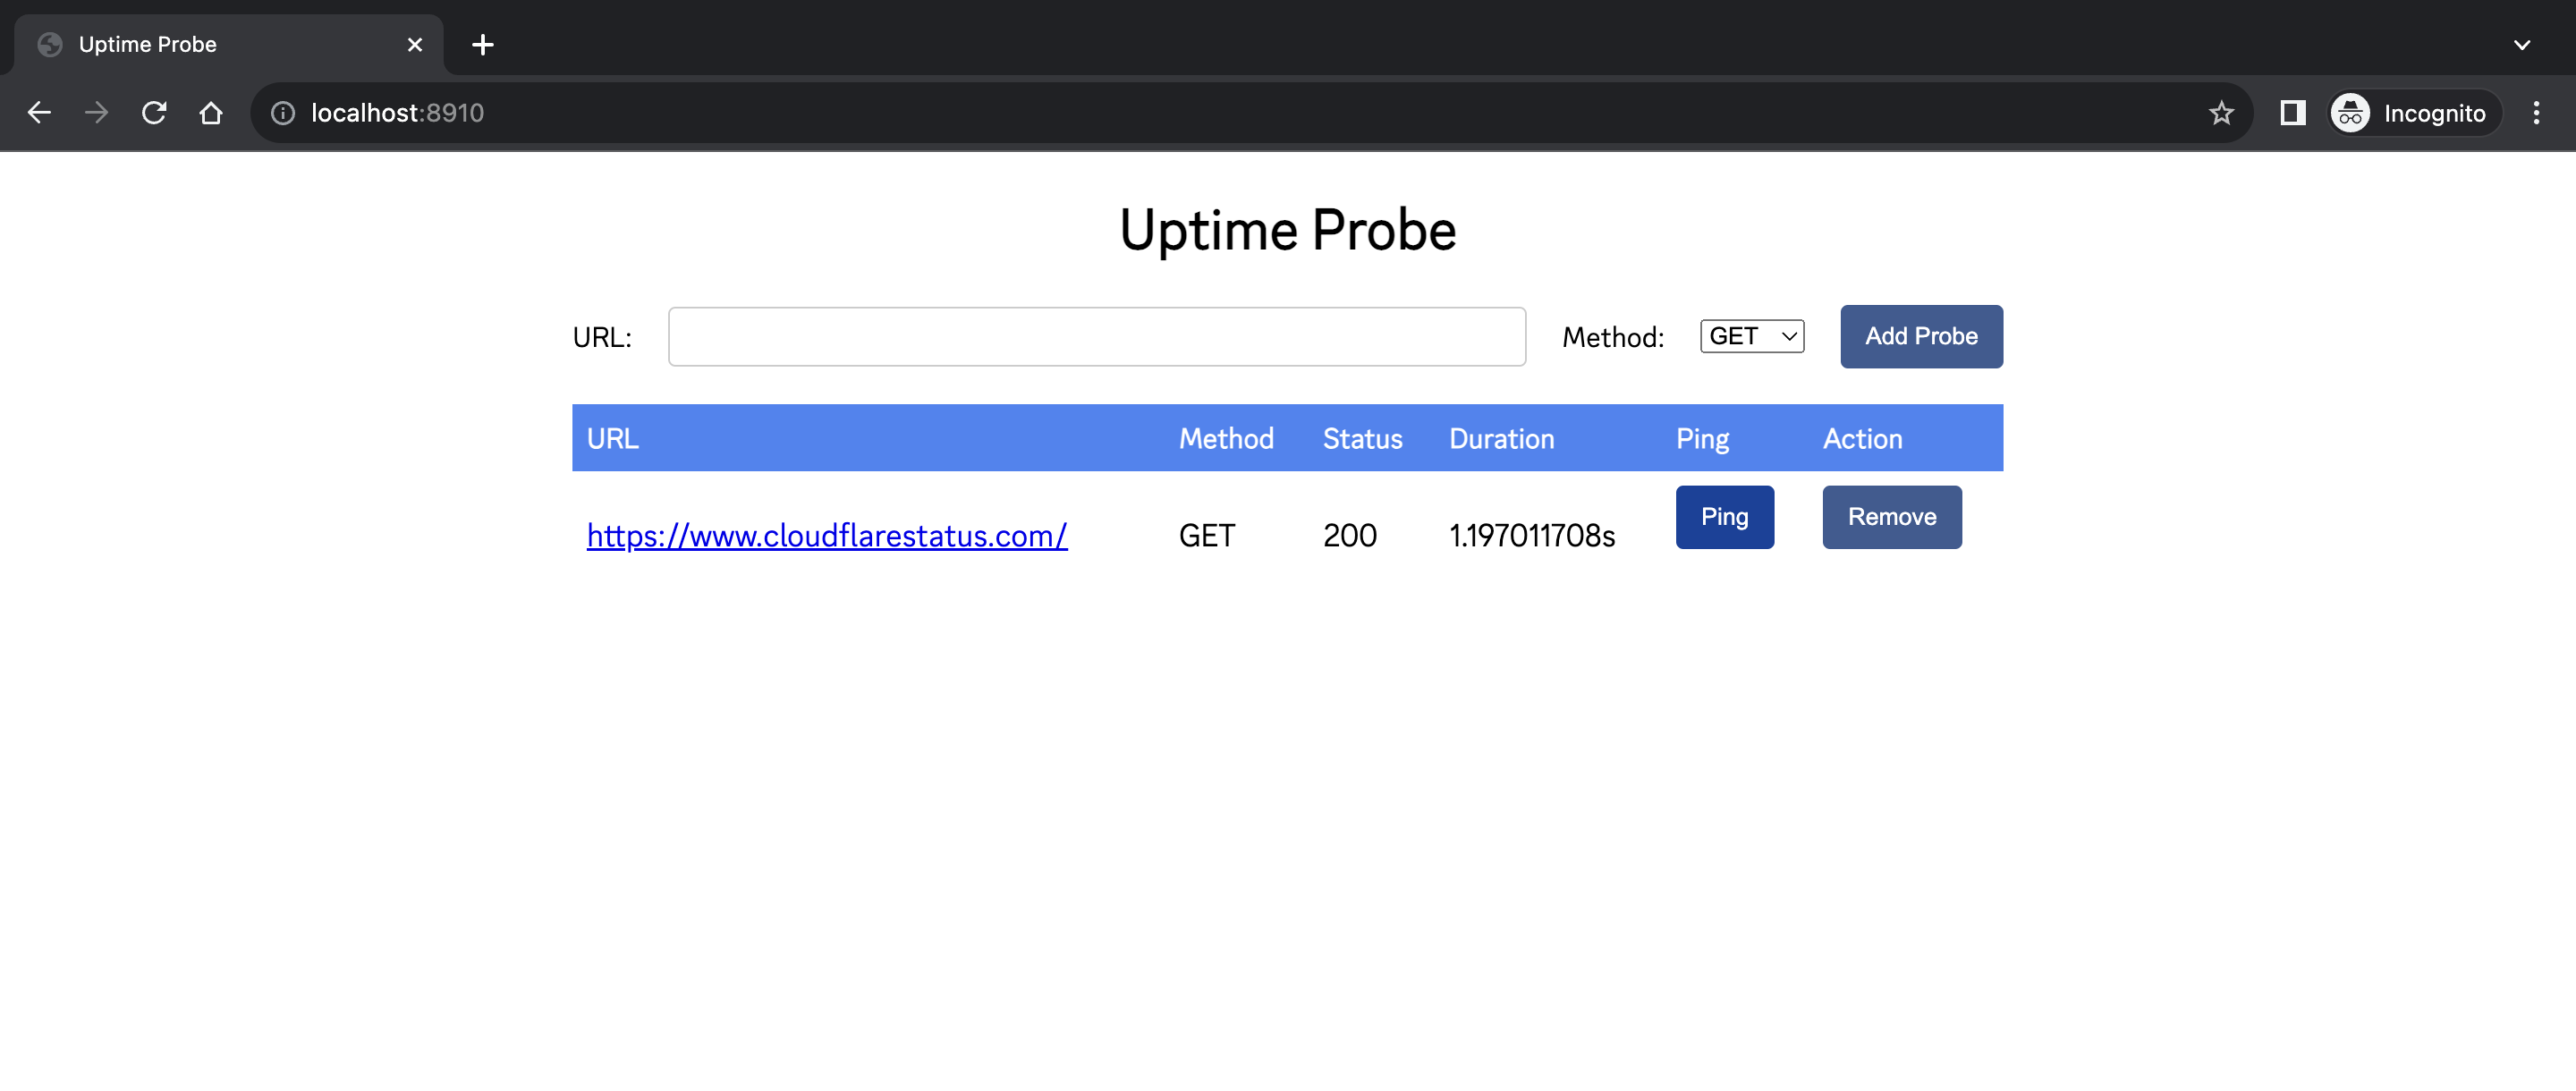 Uptime Probe
localhost:8910
Incognito
Uptime Probe
URL:
Method: GET Add Probe
URL Method Status Duration Ping Action
https://www.cloudflarestatus.com/ GET 200 1.197011708s Ping Remove